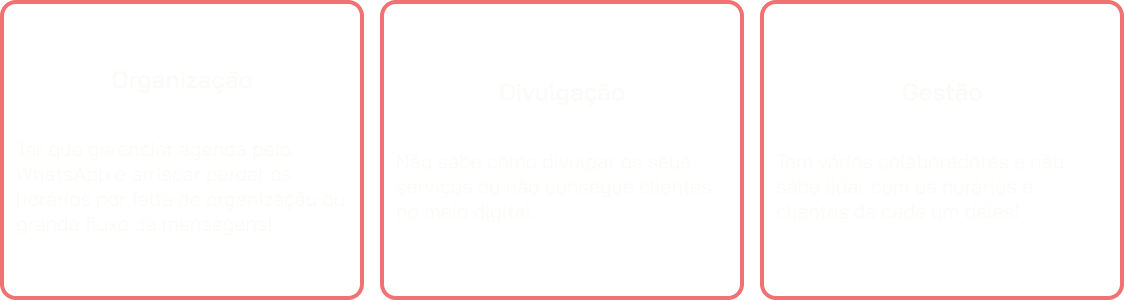 Organização
Ter que gerenciar agenda pelo
WhatsApp e arriscar perder os
horários por falta de organização ou
grande fluxo de mensagens!
Divulgação
Não sabe como divulgar os seus
serviços ou não consegue clientes
no meio digital.
Gestão
Tem vários colaboradores e não
sabe lidar com os horários e
clientes de cada um deles!